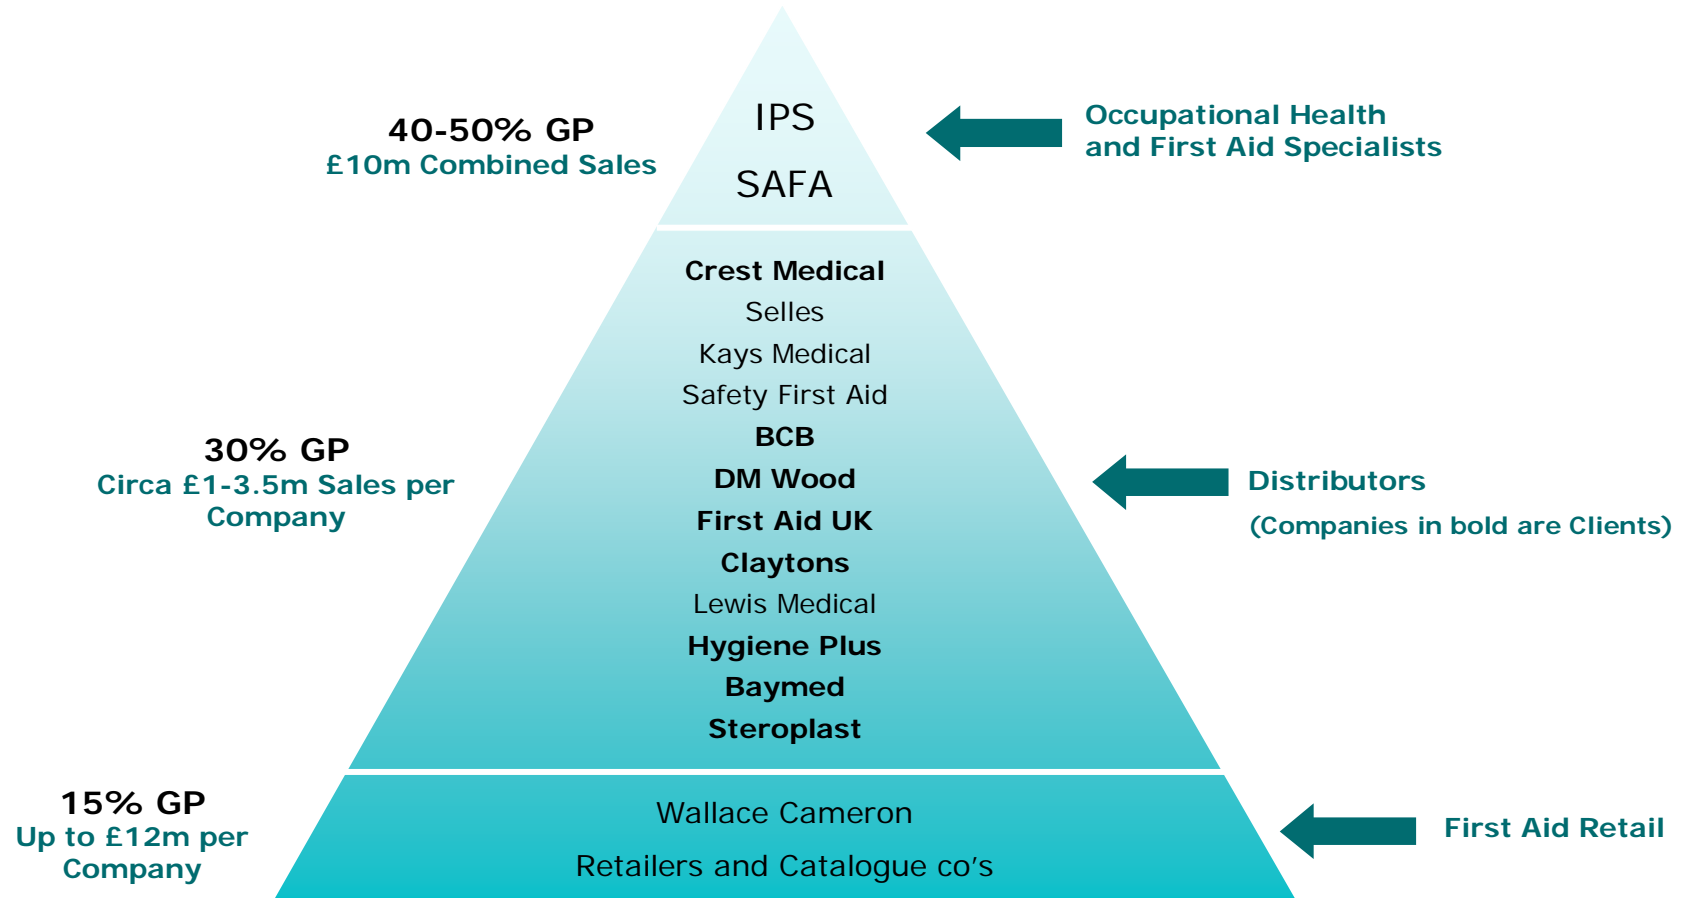 40-50% GP
£10m Combined Sales
IPS
SAFA
Occupational Health
and First Aid Specialists
30% GP
Circa £1-3.5m Sales per
Company
Crest Medical
Selles
Kays Medical
Safety First Aid
BCB
DM Wood
First Aid UK
Claytons
Lewis Medical
Hygiene Plus
Baymed
Steroplast
Distributors
(Companies in bold are Clients)
15% GP
Up to £12m per
Company
Wallace Cameron
Retailers and Catalogue co's
First Aid Retail